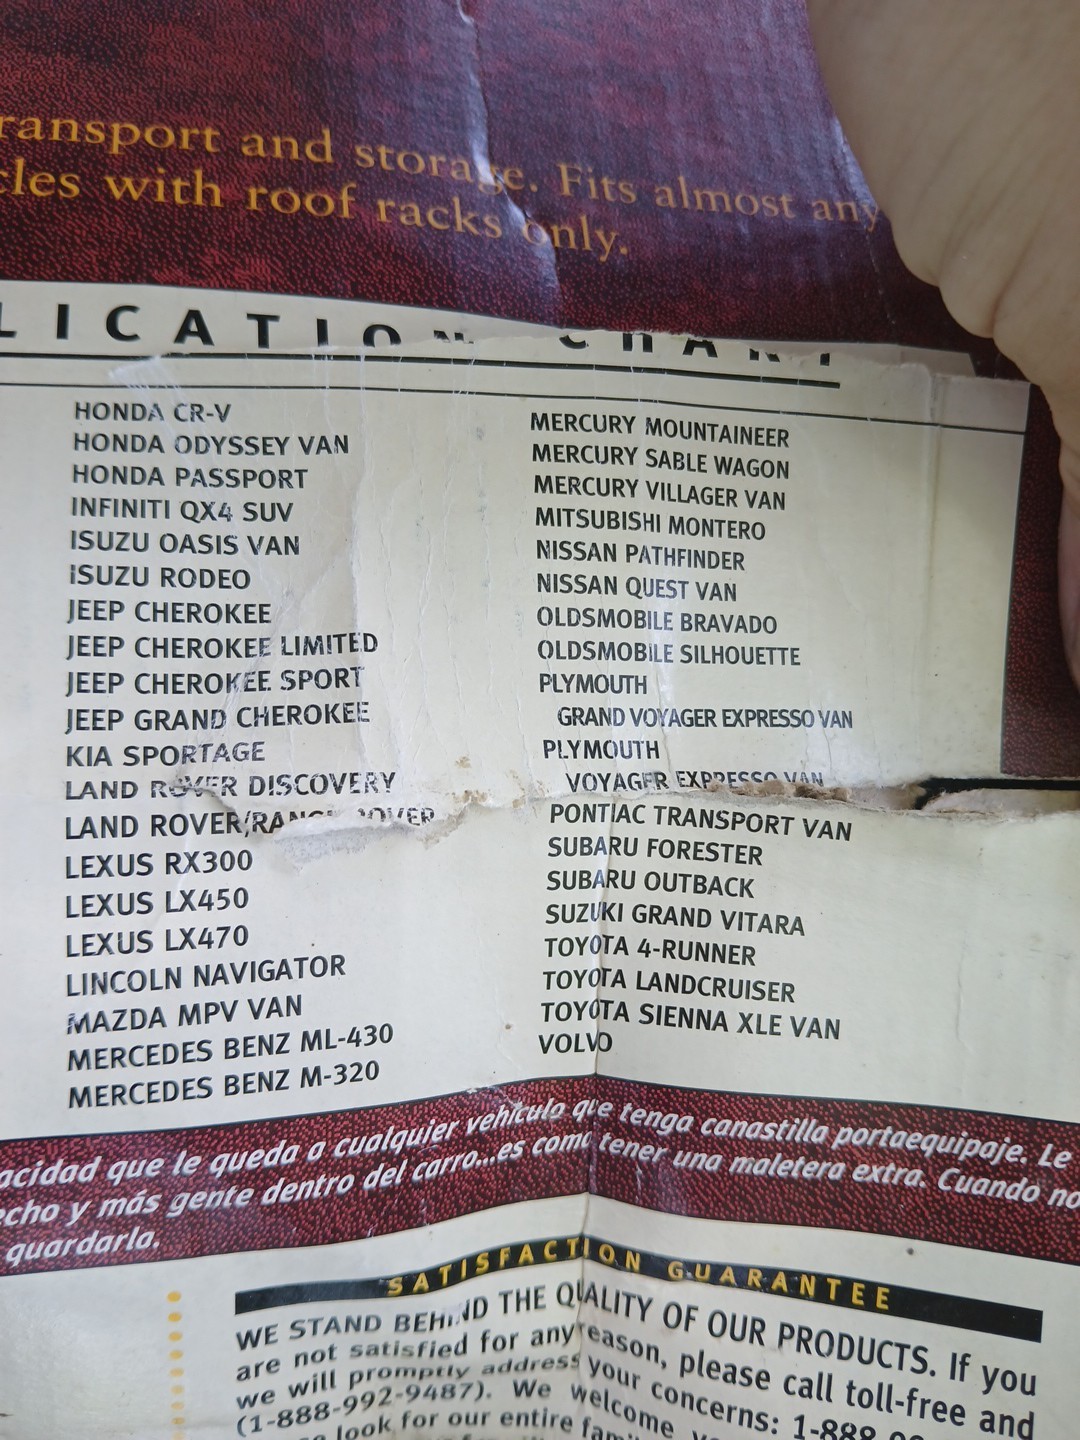 transport and storage. Fits almost any
cles with roof racks only.
LICATION CHART
HONDA CR-V
HONDA ODYSSEY VAN
HONDA PASSPORT
INFINITI QX4 SUV
ISUZU OASIS VAN
ISUZU RODEO
JEEP CHEROKEE
JEEP CHEROKEE LIMITED
JEEP CHEROKEE SPORT
JEEP GRAND CHEROKEE
KIA SPORTAGE
LAND ROVER DISCOVERY
LAND ROVER/RANGE ROVER
LEXUS RX300
LEXUS LX450
LEXUS LX470
LINCOLN NAVIGATOR
MAZDA MPV VAN
MERCEDES BENZ ML-430
MERCEDES BENZ M-320
MERCURY MOUNTAINEER
MERCURY SABLE WAGON
MERCURY VILLAGER VAN
MITSUBISHI MONTERO
NISSAN PATHFINDER
NISSAN QUEST VAN
OLDSMOBILE BRAVADO
OLDSMOBILE SILHOUETTE
PLYMOUTH
GRAND VOYAGER EXPRESSO VAN
PLYMOUTH
VOYAGER EXPRESSO VAN
PONTIAC TRANSPORT VAN
SUBARU FORESTER
SUBARU OUTBACK
SUZUKI GRAND VITARA
TOYOTA 4-RUNNER
TOYOTA LANDCRUISER
TOYOTA SIENNA XLE VAN
VOLVO
acidad que le queda a cualquier vehículo que tenga canastilla portaequipaje. Le
echo y más gente dentro del carro...es como tener una maletera extra. Cuando no
guardarla.
SATISFACTION GUARANTEE
WE STAND BEHIND THE QUALITY OF OUR PRODUCTS. If you
are not satisfied for any reason, please call toll-free and
we will promptly address your concerns: 1-888
(1-888-992-9487). We welcome
look for our entire